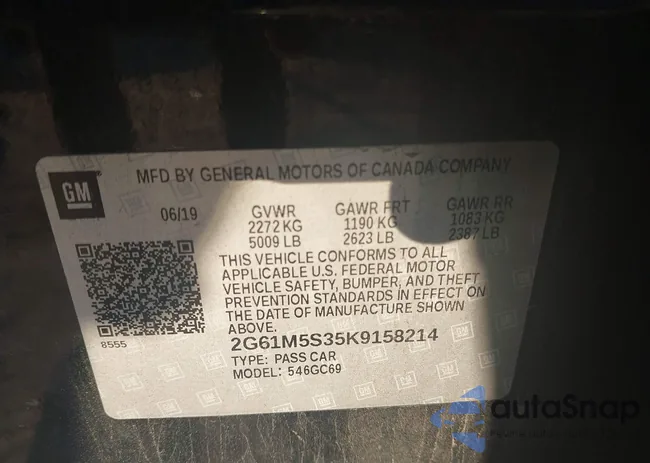 GM
MFD BY GENERAL MOTORS OF CANADA COMPANY
06/19 GVWR GAWR FRT GAWR RR
2272 KG 1190 KG 1083 KG
5009 LB 2623 LB 2387 LB
THIS VEHICLE CONFORMS TO ALL
APPLICABLE U.S. FEDERAL MOTOR
VEHICLE SAFETY, BUMPER, AND THEFT
PREVENTION STANDARDS IN EFFECT ON
THE DATE OF MANUFACTURE SHOWN
ABOVE.
8555
2G61M5S35K9158214
TYPE: PASS CAR
MODEL: 546GC69
autoSnap